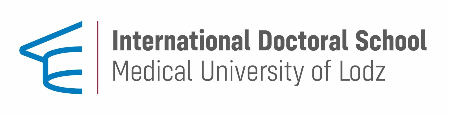 International Doctoral School
Medical University of Lodz